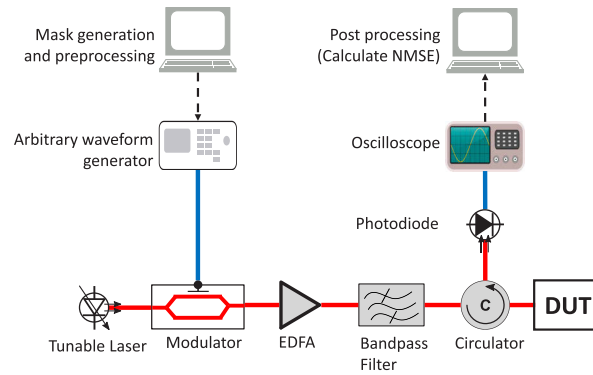 Mask generation
and preprocessing
Post processing
(Calculate NMSE)
Arbitrary waveform
generator
Oscilloscope
Photodiode
C
DUT
Tunable Laser
Modulator
EDFA
Bandpass
Filter
Circulator